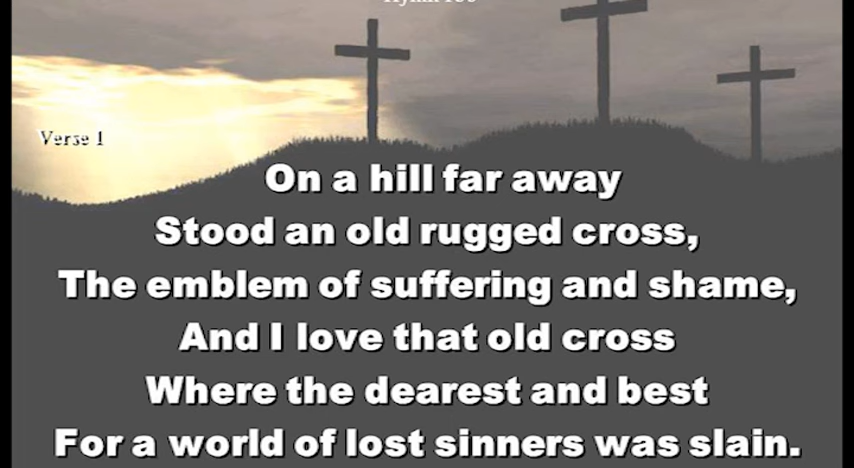 Verse 1
On a hill far away
Stood an old rugged cross,
The emblem of suffering and shame,
And I love that old cross
Where the dearest and best
For a world of lost sinners was slain.